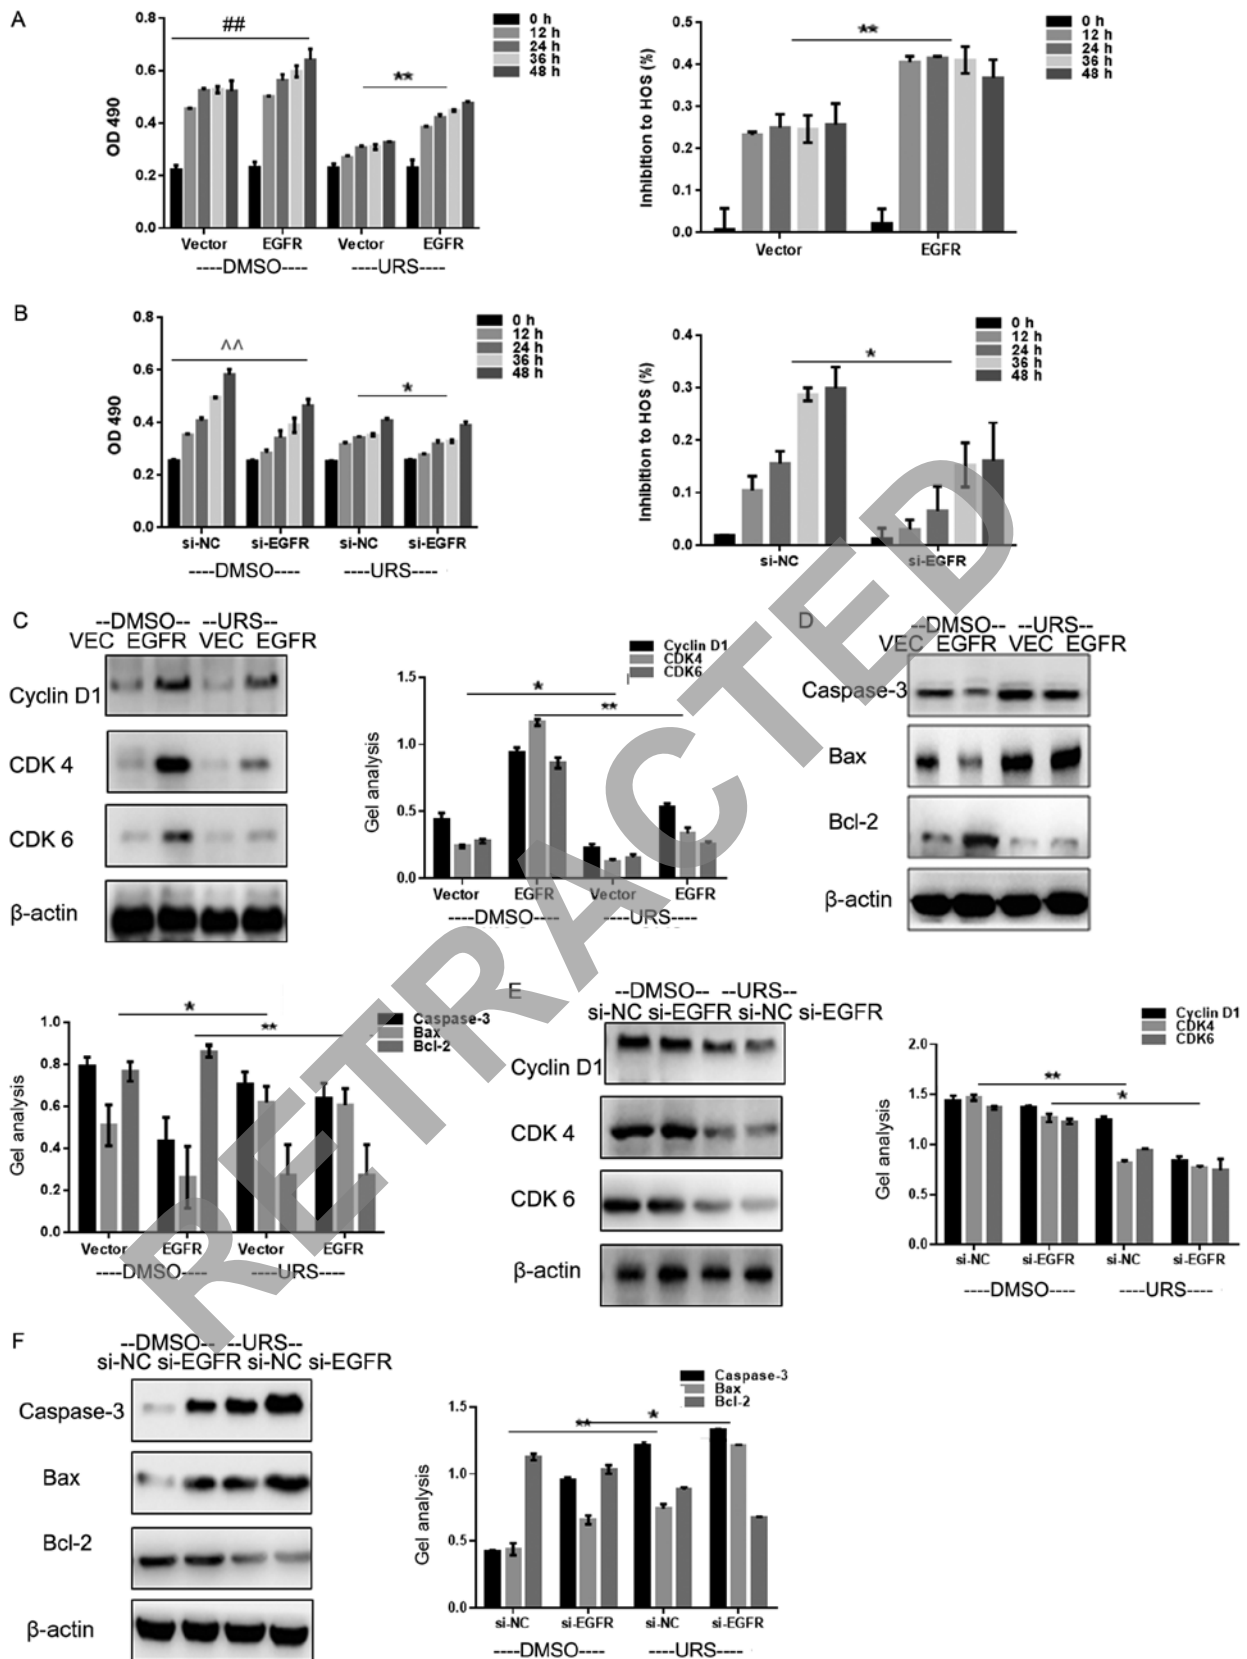 A
0.8
0.6
0.4
0.2
0.0
OD 490
##
**
Vector EGFR Vector EGFR
----DMSO---- ----URS----
0 h
12 h
24 h
36 h
48 h
0.5
0.4
0.3
0.2
0.1
0.0
Inhibition to HOS (%)
**
Vector EGFR
0 h
12 h
24 h
36 h
48 h
B
0.8
0.6
0.4
0.2
0.0
OD 490
^^
*
si-NC si-EGFR si-NC si-EGFR
----DMSO---- ----URS----
0 h
12 h
24 h
36 h
48 h
0.4
0.3
0.2
0.1
0.0
Inhibition to HOS (%)
*
si-NC si-EGFR
0 h
12 h
24 h
36 h
48 h
C
--DMSO-- --URS--
VEC EGFR VEC EGFR
Cyclin D1
CDK 4
CDK 6
β-actin
Cyclin D1
CDK4
CDK6
1.5
1.0
0.5
0.0
Gel analysis
*
**
Vector EGFR Vector EGFR
----DMSO---- ----URS----
D
--DMSO-- --URS--
VEC EGFR VEC EGFR
Caspase-3
Bax
Bcl-2
β-actin
1.0
0.8
0.6
0.4
0.2
0.0
Gel analysis
*
**
Caspase-3
Bax
Bcl-2
Vector EGFR Vector EGFR
----DMSO---- ----URS----
E
--DMSO-- --URS--
si-NC si-EGFR si-NC si-EGFR
Cyclin D1
CDK 4
CDK 6
β-actin
Cyclin D1
CDK4
CDK6
2.0
1.5
1.0
0.5
0.0
Gel analysis
**
*
si-NC si-EGFR si-NC si-EGFR
----DMSO---- ----URS----
F
--DMSO-- --URS--
si-NC si-EGFR si-NC si-EGFR
Caspase-3
Bax
Bcl-2
β-actin
Caspase-3
Bax
Bcl-2
1.5
1.0
0.5
0.0
Gel analysis
**
*
si-NC si-EGFR si-NC si-EGFR
----DMSO---- ----URS----
RETRACTED